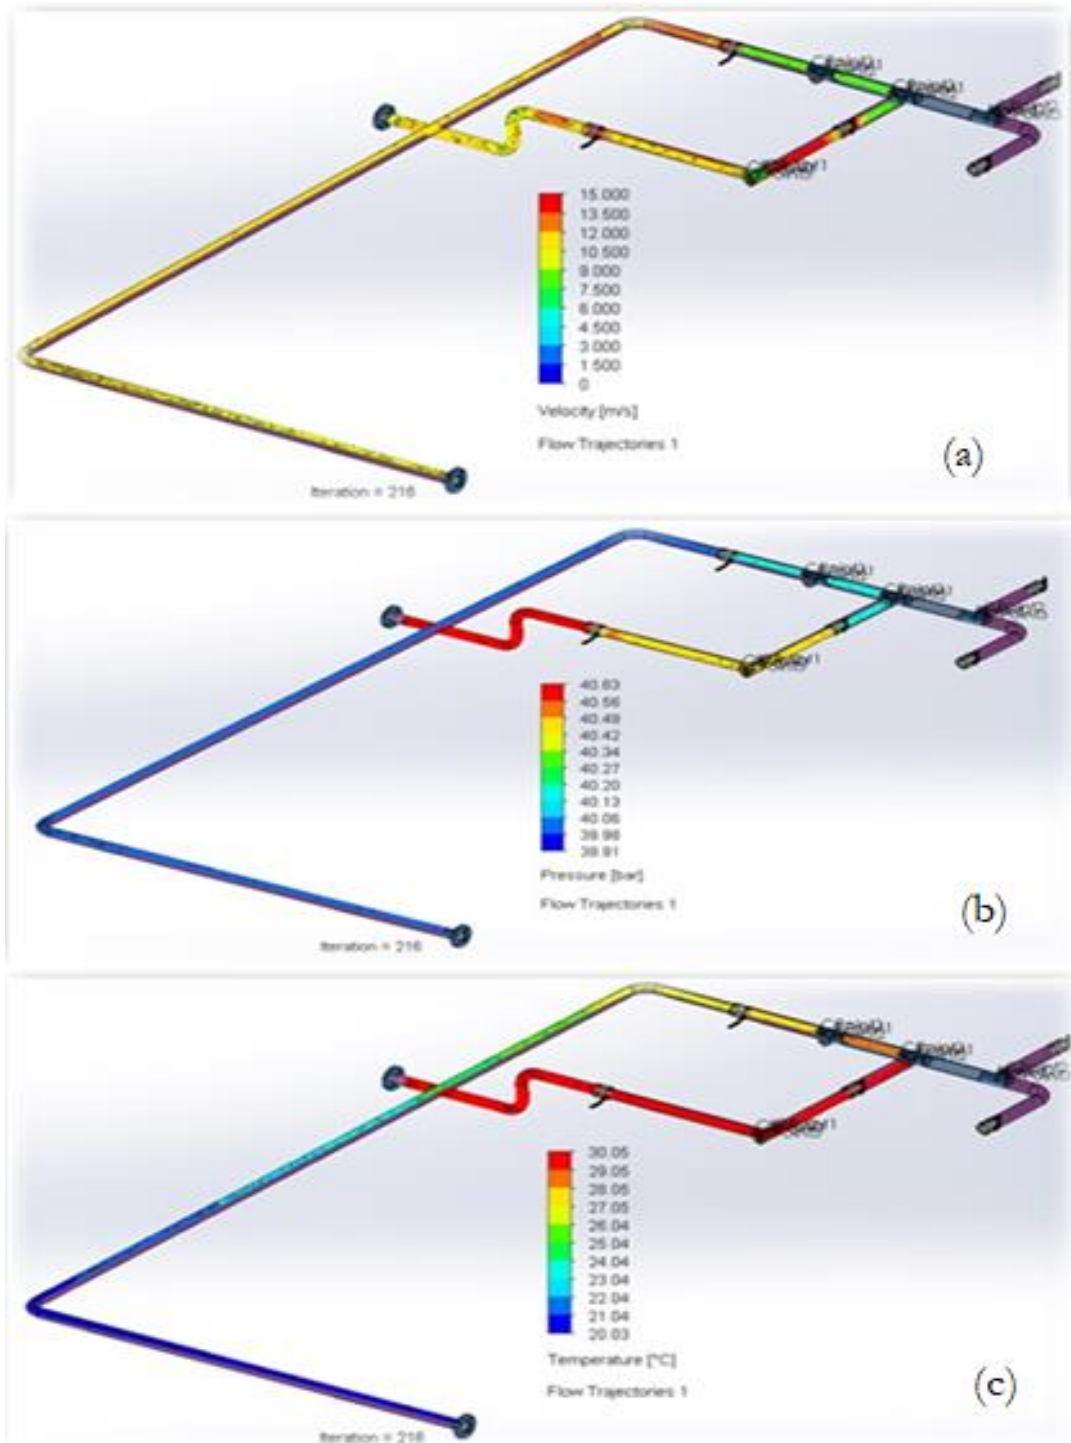 15.000
13.500
12.000
10.500
9.000
7.500
6.000
4.500
3.000
1.500
0
Velocity [m/s]
Flow Trajectories 1
(a)
Iteration = 216
40.63
40.56
40.49
40.42
40.34
40.27
40.20
40.13
40.06
39.98
39.91
Pressure [bar]
Flow Trajectories 1
(b)
Iteration = 216
30.05
29.05
28.05
27.05
26.04
25.04
24.04
23.04
22.04
21.04
20.03
Temperature [°C]
Flow Trajectories 1
(c)
Iteration = 216